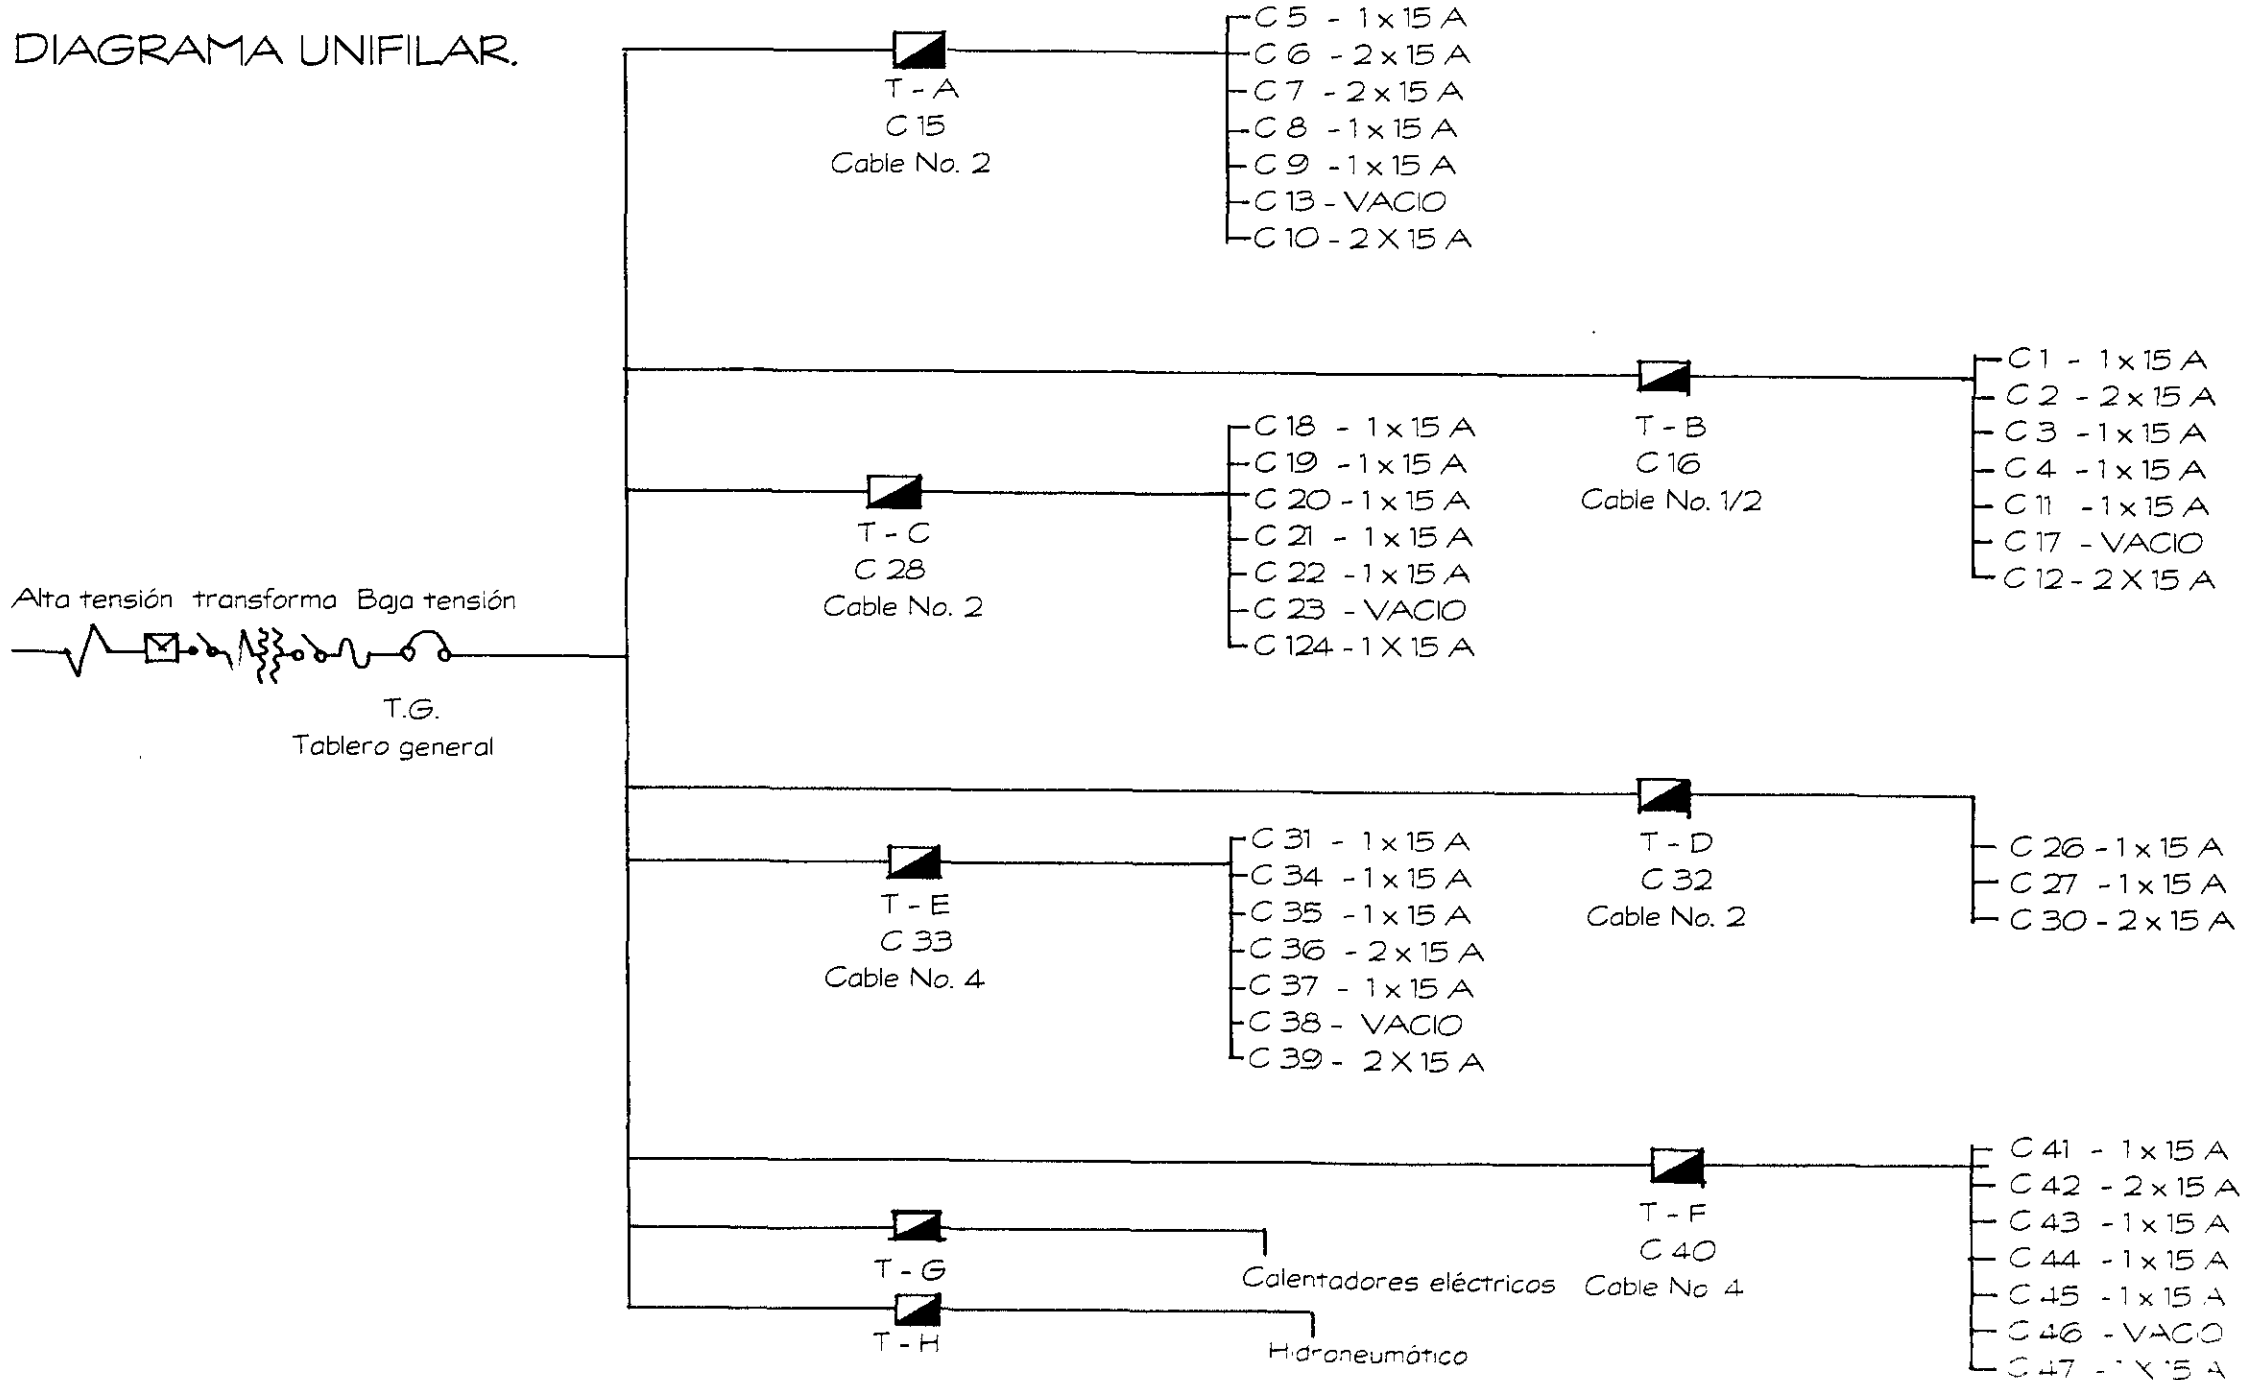 DIAGRAMA UNIFILAR.
T - A
C 15
Cable No. 2
C 5 - 1 x 15 A
C 6 - 2 x 15 A
C 7 - 2 x 15 A
C 8 - 1 x 15 A
C 9 - 1 x 15 A
C 13 - VACIO
C 10 - 2 X 15 A
T - B
C 16
Cable No. 1/2
C 1 - 1 x 15 A
C 2 - 2 x 15 A
C 3 - 1 x 15 A
C 4 - 1 x 15 A
C 11 - 1 x 15 A
C 17 - VACIO
C 12 - 2 X 15 A
T - C
C 28
Cable No. 2
C 18 - 1 x 15 A
C 19 - 1 x 15 A
C 20 - 1 x 15 A
C 21 - 1 x 15 A
C 22 - 1 x 15 A
C 23 - VACIO
C 124 - 1 X 15 A
Alta tensión transforma Baja tensión
T.G.
Tablero general
T - D
C 32
Cable No. 2
C 26 - 1 x 15 A
C 27 - 1 x 15 A
C 30 - 2 x 15 A
T - E
C 33
Cable No. 4
C 31 - 1 x 15 A
C 34 - 1 x 15 A
C 35 - 1 x 15 A
C 36 - 2 x 15 A
C 37 - 1 x 15 A
C 38 - VACIO
C 39 - 2 X 15 A
T - F
C 40
Cable No 4
C 41 - 1 x 15 A
C 42 - 2 x 15 A
C 43 - 1 x 15 A
C 44 - 1 x 15 A
C 45 - 1 x 15 A
C 46 - VACIO
C 47 - 1 X 15 A
T - G
Calentadores eléctricos
T - H
Hidroneumático